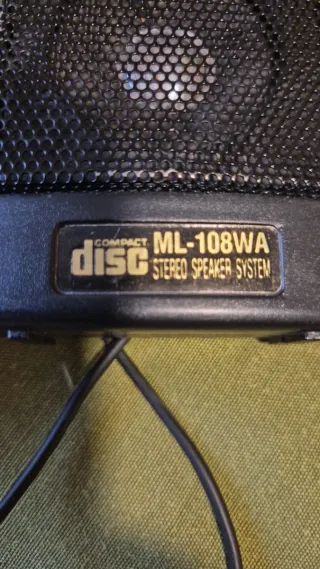 COMPACT
disc
ML-108WA
STEREO SPEAKER SYSTEM